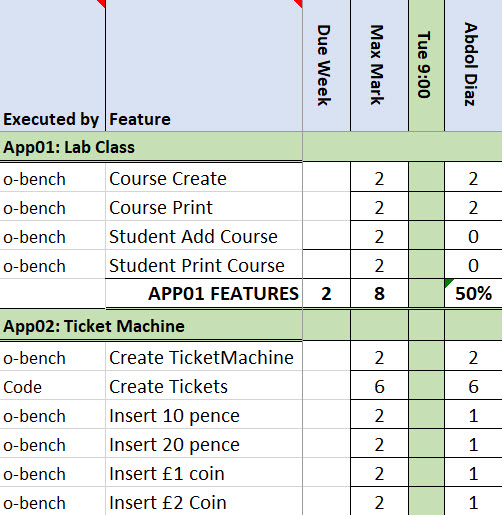 Executed by Feature Due Week Max Mark Tue 9:00 Abdol Diaz
App01: Lab Class
o-bench Course Create 2 2
o-bench Course Print 2 2
o-bench Student Add Course 2 0
o-bench Student Print Course 2 0
APP01 FEATURES 2 8 50%
App02: Ticket Machine
o-bench Create TicketMachine 2 2
Code Create Tickets 6 6
o-bench Insert 10 pence 2 1
o-bench Insert 20 pence 2 1
o-bench Insert £1 coin 2 1
o-bench Insert £2 Coin 2 1